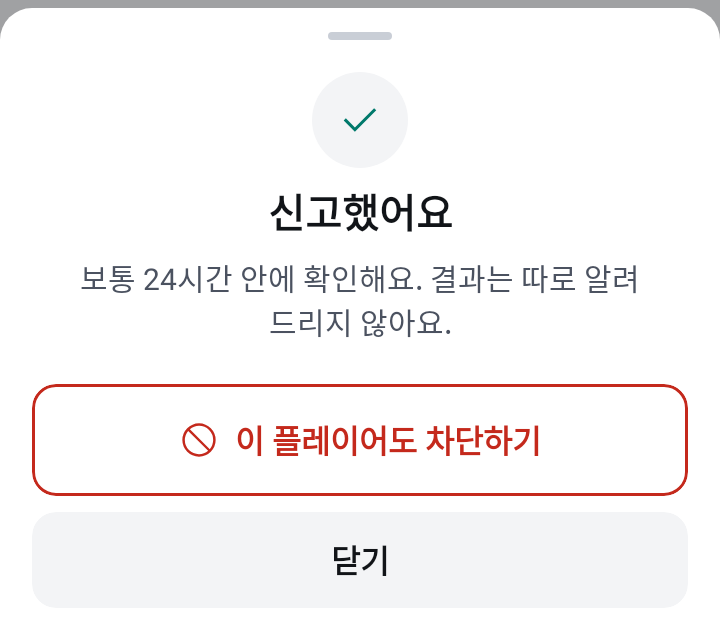 신고했어요
보통 24시간 안에 확인해요. 결과는 따로 알려
드리지 않아요.
이 플레이어도 차단하기
닫기